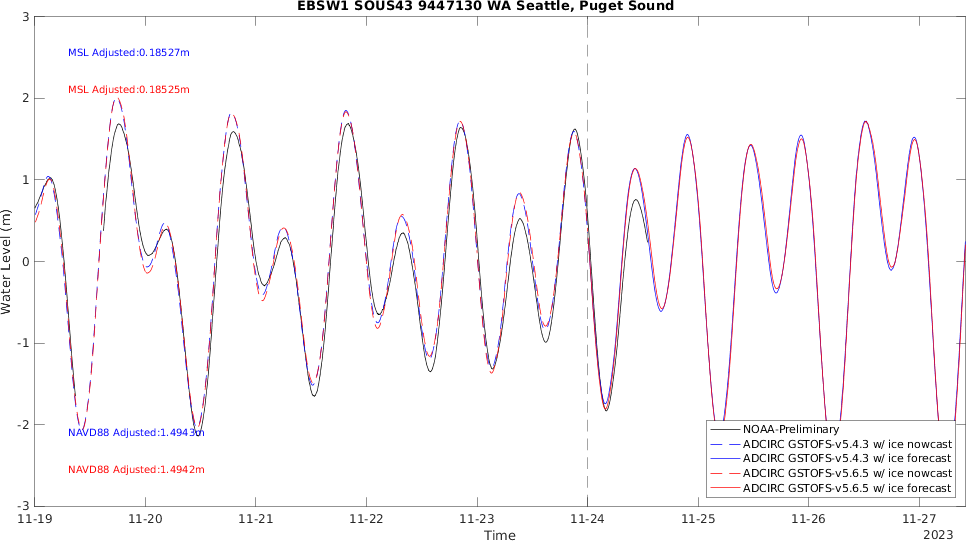 EBSW1 SOUS43 9447130 WA Seattle, Puget Sound
3
2
1
0
-1
-2
-3
Water Level (m)
MSL Adjusted:0.18527m
MSL Adjusted:0.18525m
NAVD88 Adjusted:1.4943m
NAVD88 Adjusted:1.4942m
NOAA-Preliminary
ADCIRC GSTOFS-v5.4.3 w/ ice nowcast
ADCIRC GSTOFS-v5.4.3 w/ ice forecast
ADCIRC GSTOFS-v5.6.5 w/ ice nowcast
ADCIRC GSTOFS-v5.6.5 w/ ice forecast
11-19 11-20 11-21 11-22 11-23 11-24 11-25 11-26 11-27
Time
2023